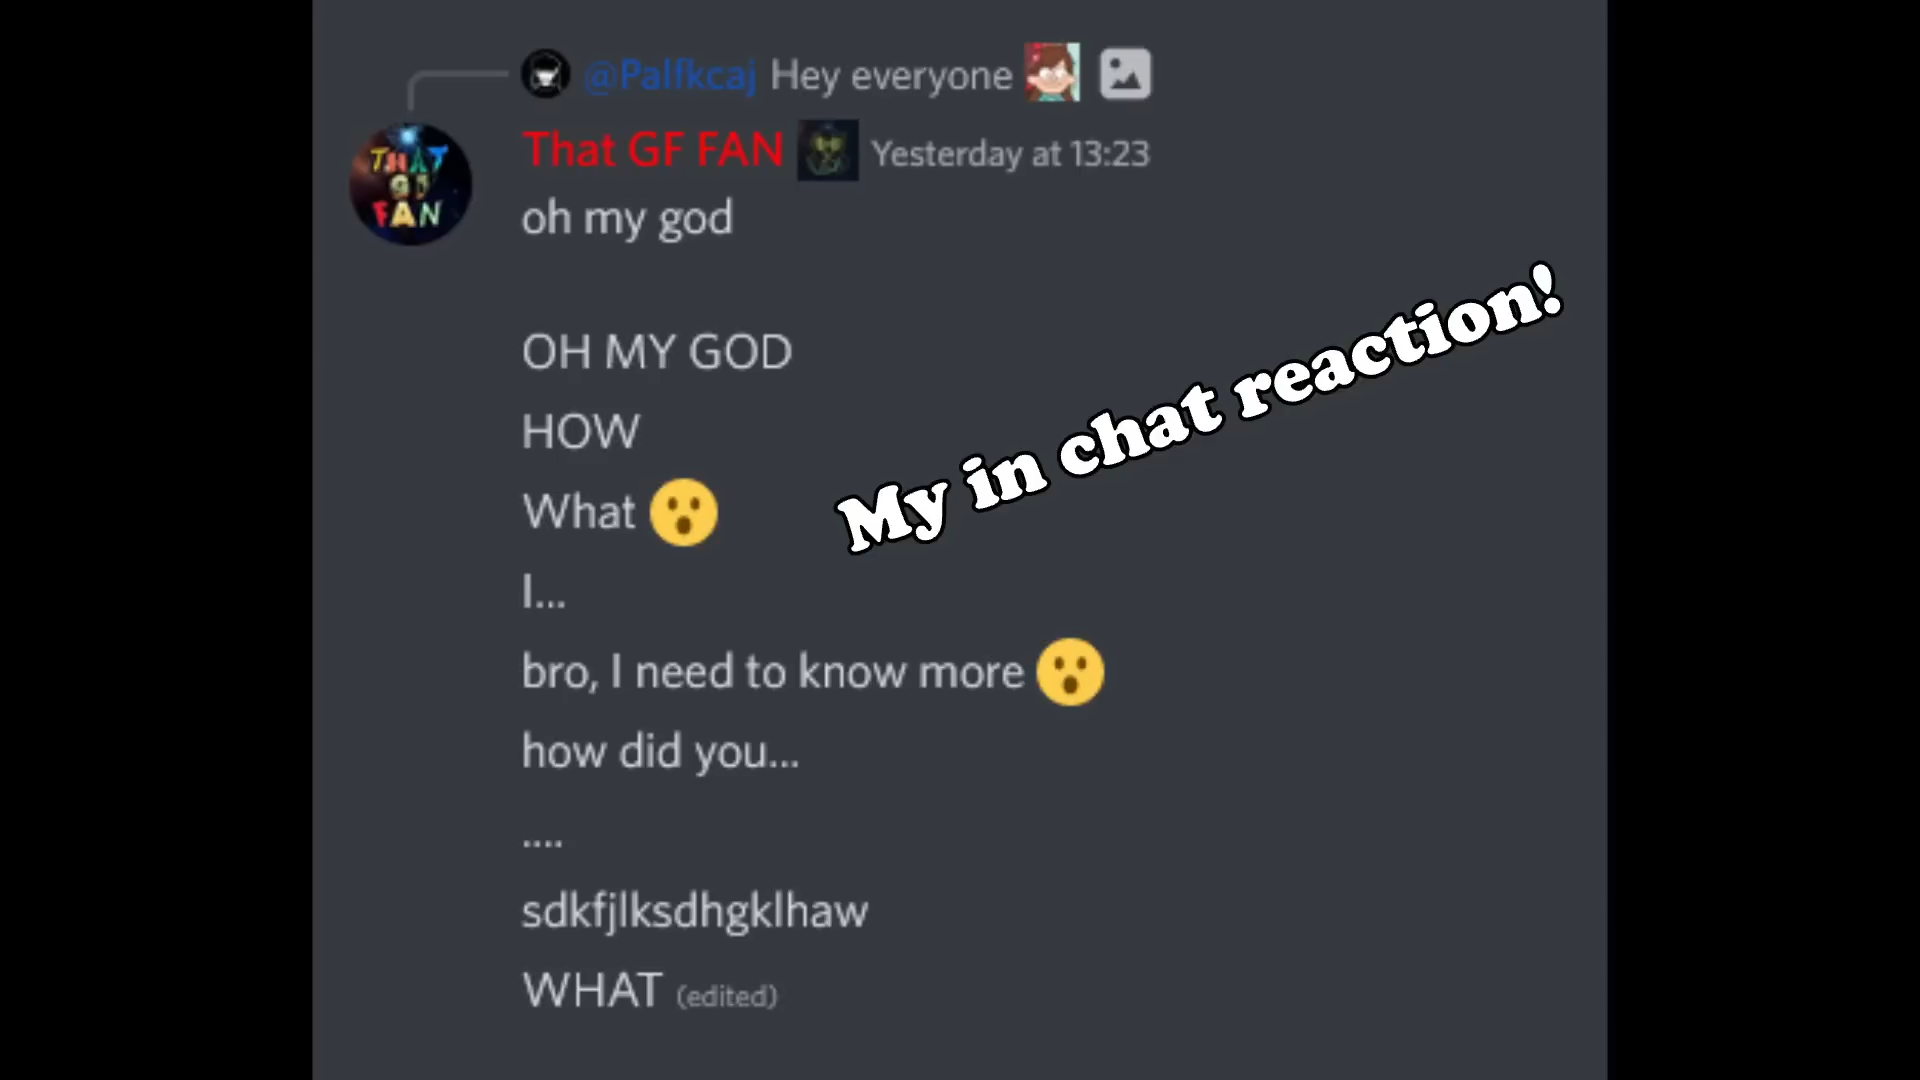 @Palfkcaj Hey everyone
That GF FAN Yesterday at 13:23
THAT
GF
FAN
oh my god
OH MY GOD
HOW
What
My in chat reaction!
I...
bro, I need to know more
how did you...
....
sdkfjlksdhgklhaw
WHAT (edited)